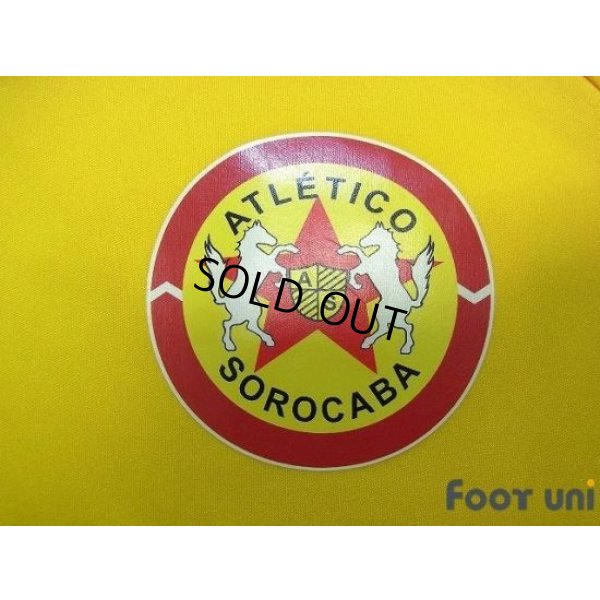 ATLÉTICO
A S
SOLD OUT
SOROCABA
Foot uni